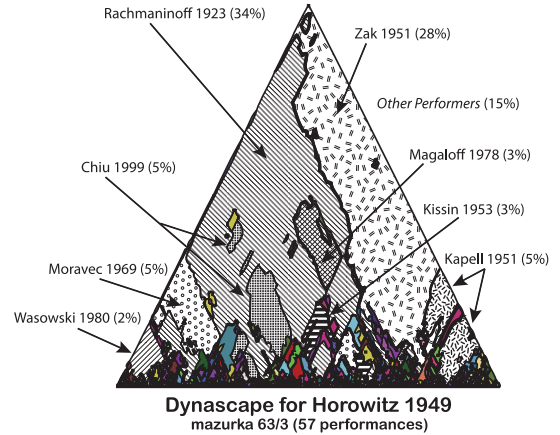 Rachmaninoff 1923 (34%)
Zak 1951 (28%)
Other Performers (15%)
Chiu 1999 (5%)
Magaloff 1978 (3%)
Kissin 1953 (3%)
Moravec 1969 (5%)
Kapell 1951 (5%)
Wasowski 1980 (2%)
Dynascape for Horowitz 1949
mazurka 63/3 (57 performances)